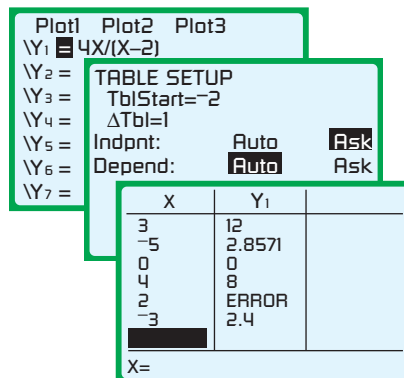 Plot1 Plot2 Plot3
\Y1 = 4X/(X–2)
\Y2 =
\Y3 =
\Y4 =
\Y5 =
\Y6 =
\Y7 =
TABLE SETUP
TblStart=⁻2
ΔTbl=1
Indpnt: Auto Ask
Depend: Auto Ask
X Y1
3 12
⁻5 2.8571
0 0
4 8
2 ERROR
⁻3 2.4
X=